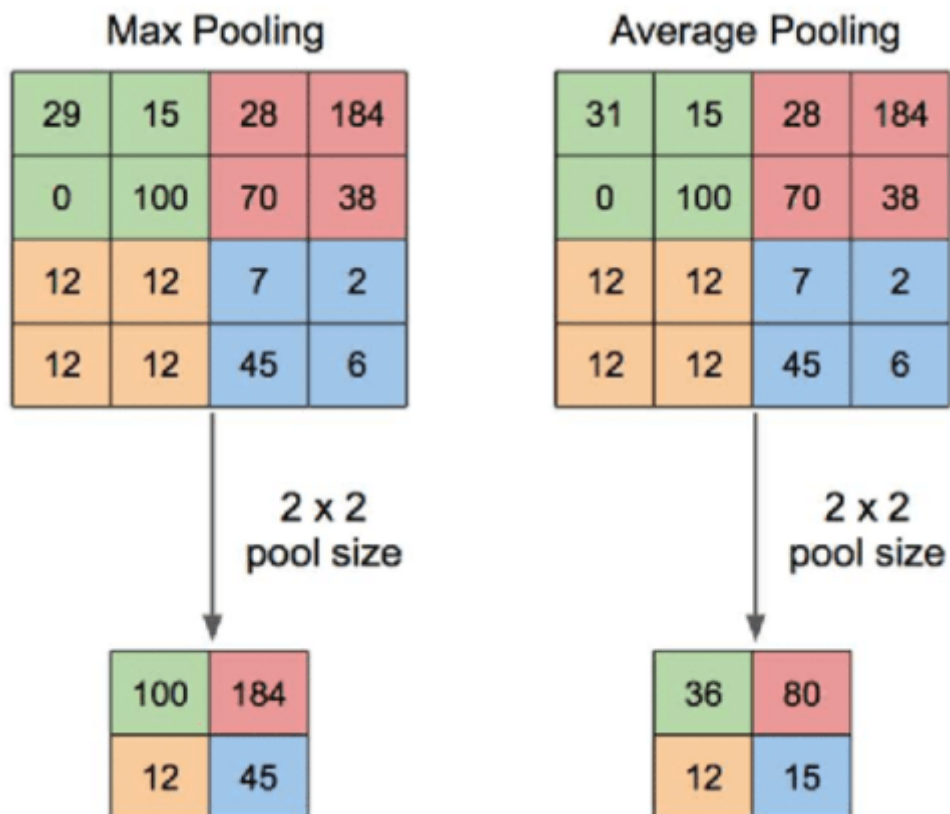 Max Pooling
29 15 28 184
0 100 70 38
12 12 7 2
12 12 45 6
2 x 2
pool size
100 184
12 45
Average Pooling
31 15 28 184
0 100 70 38
12 12 7 2
12 12 45 6
2 x 2
pool size
36 80
12 15